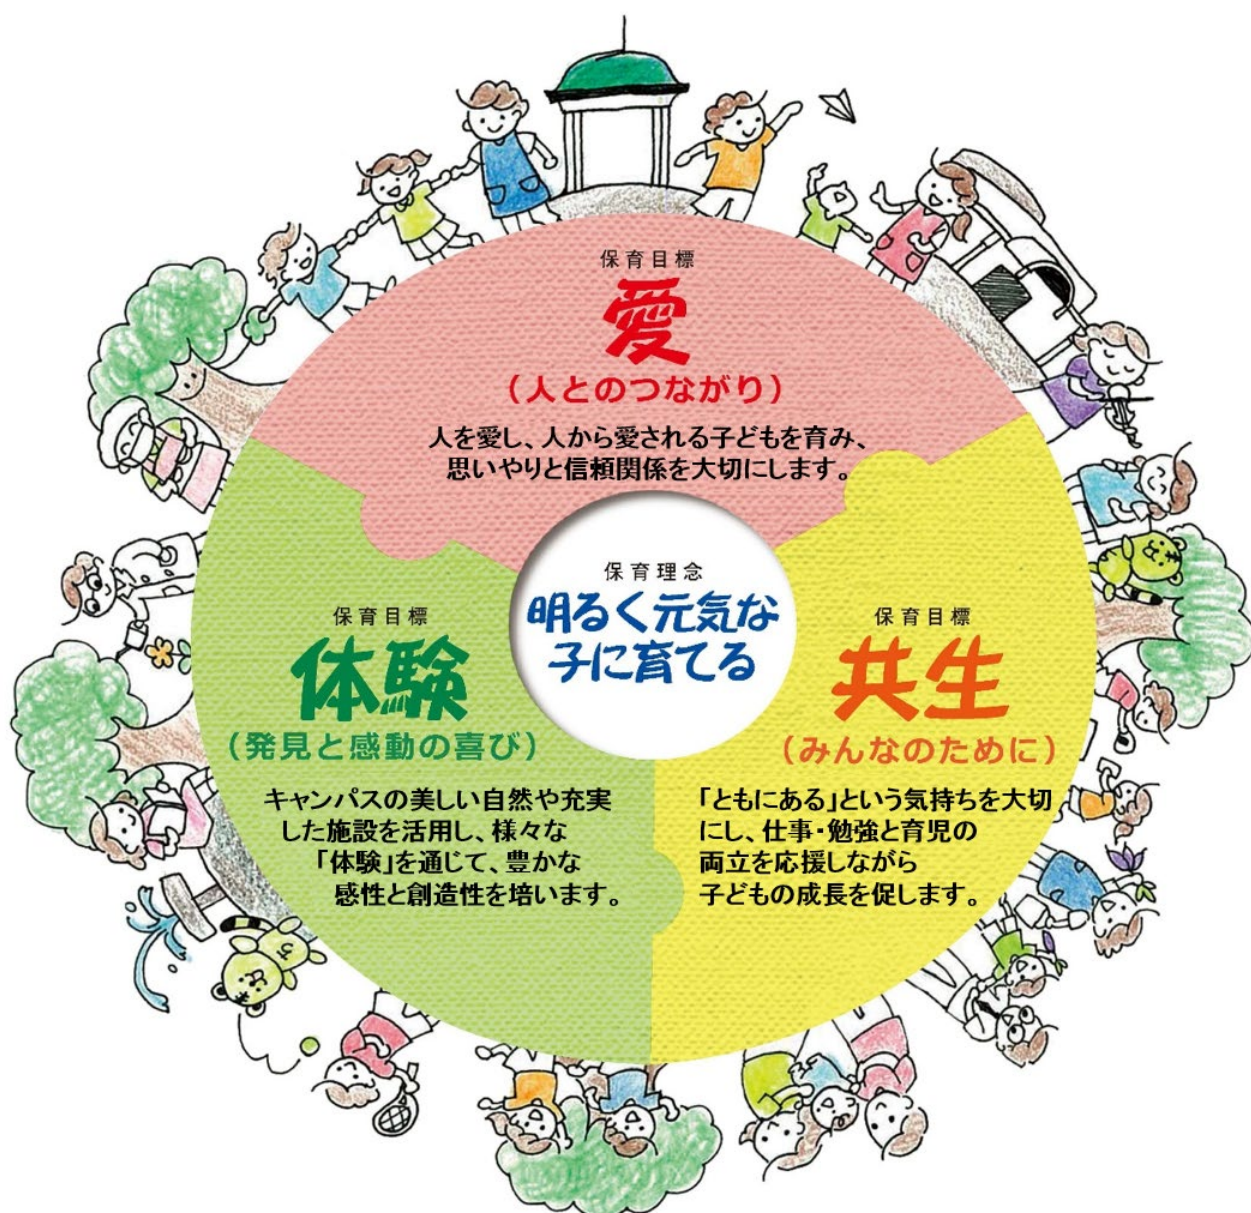 保育目標
愛
(人とのつながり)
人を愛し、人から愛される子どもを育み、
思いやりと信頼関係を大切にします。
保育理念
明るく元気な
子に育てる
保育目標
体験
(発見と感動の喜び)
キャンパスの美しい自然や充実
した施設を活用し、様々な
「体験」を通じて、豊かな
感性と創造性を培います。
保育目標
共生
(みんなのために)
「ともにある」という気持ちを大切
にし、仕事・勉強と育児の
両立を応援しながら
子どもの成長を促します。